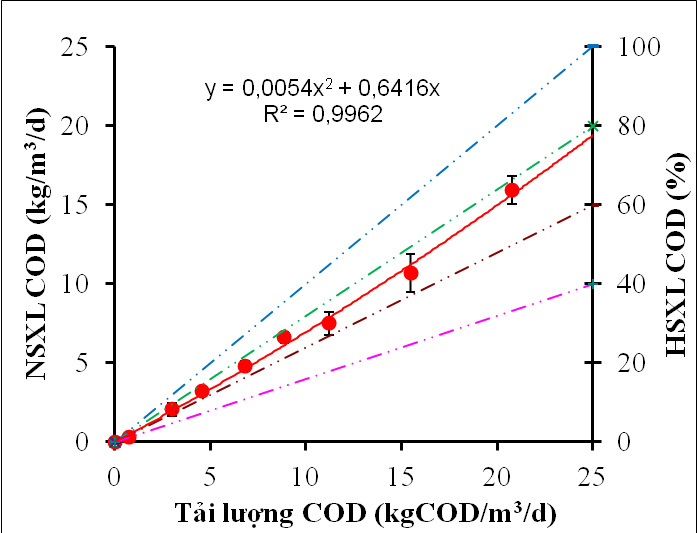 y = 0,0054x² + 0,6416x
R² = 0,9962
NSXL COD (kg/m³/d)
25
20
15
10
5
0
HSXL COD (%)
100
80
60
40
20
0
0 5 10 15 20 25
Tải lượng COD (kgCOD/m³/d)